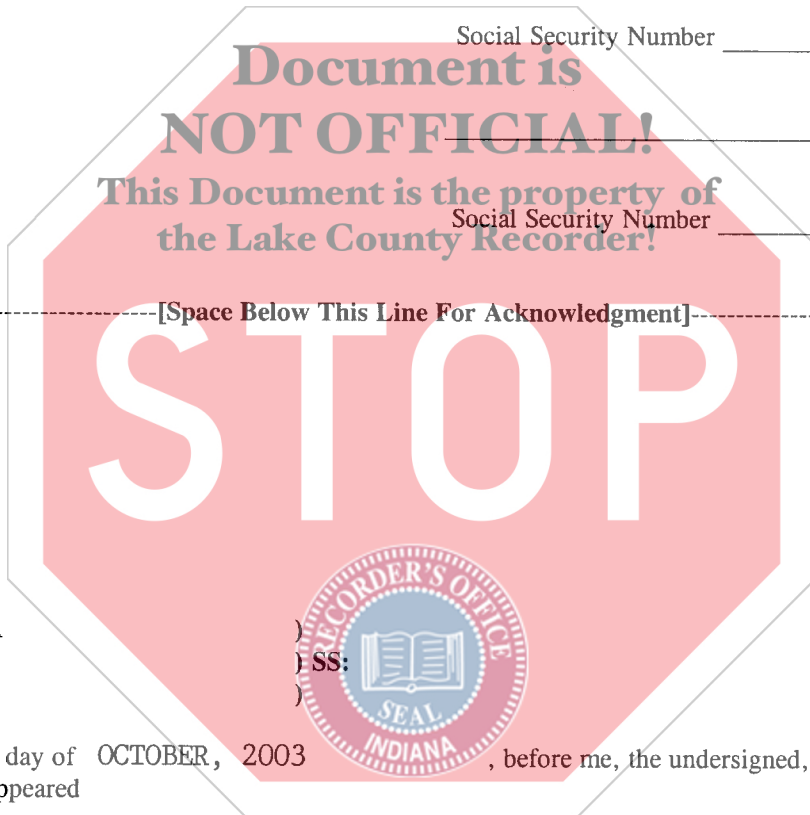 Social Security Number
Document is
NOT OFFICIAL!
This Document is the property of
the Lake County Recorder!
Social Security Number
[Space Below This Line For Acknowledgment]
STOP
)
) SS:
)
RECORDER'S OFFICE
SEAL
INDIANA
day of OCTOBER, 2003 , before me, the undersigned,
ppeared